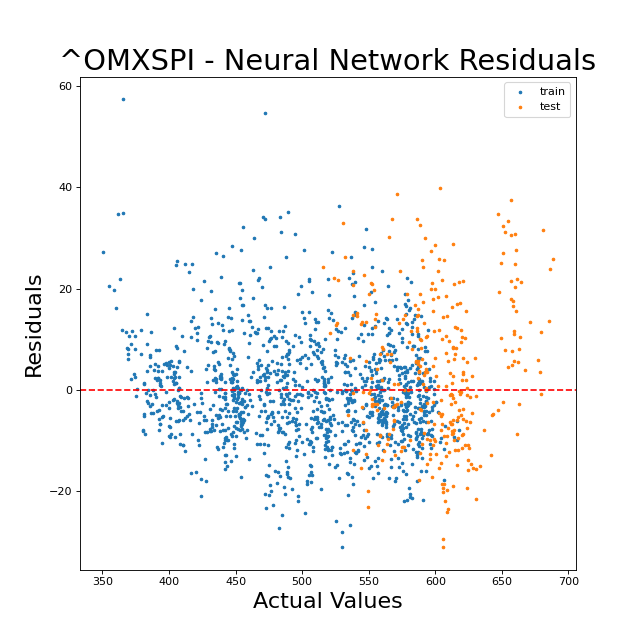 ^OMXSPI - Neural Network Residuals
train
test
60
40
20
0
−20
Residuals
350
400
450
500
550
600
650
700
Actual Values